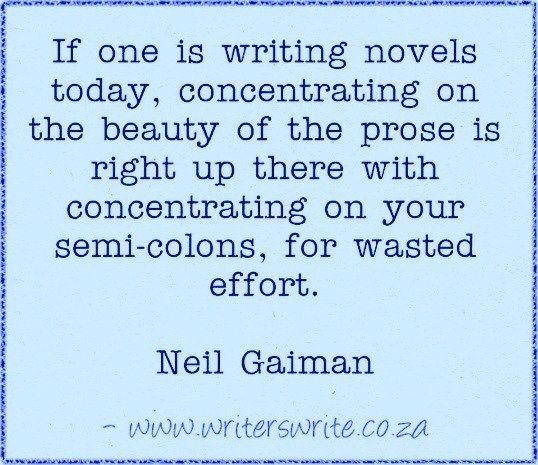 If one is writing novels
today, concentrating on
the beauty of the prose is
right up there with
concentrating on your
semi-colons, for wasted
effort.
Neil Gaiman
- www.writerswrite.co.za